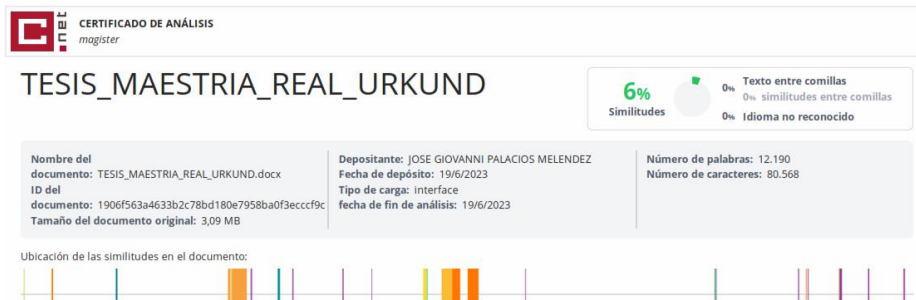 C.net
CERTIFICADO DE ANÁLISIS
magister
TESIS_MAESTRIA_REAL_URKUND
6%
Similitudes
0% Texto entre comillas
0% similitudes entre comillas
0% Idioma no reconocido
Nombre del
documento: TESIS_MAESTRIA_REAL_URKUND.docx
ID del
documento: 1906f563a4633b2c78bd180e7958ba0f3ecccf9c
Tamaño del documento original: 3,09 MB
Depositante: JOSE GIOVANNI PALACIOS MELENDEZ
Fecha de depósito: 19/6/2023
Tipo de carga: interface
fecha de fin de análisis: 19/6/2023
Número de palabras: 12.190
Número de caracteres: 80.568
Ubicación de las similitudes en el documento: